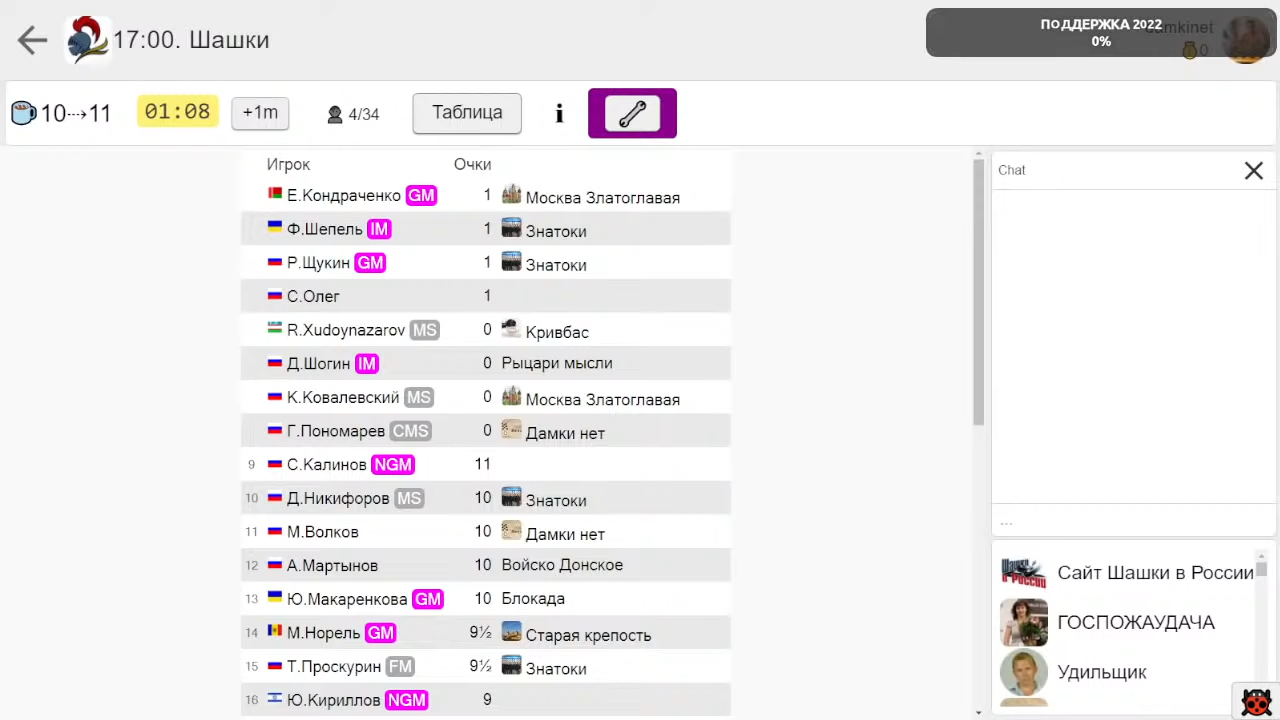 17:00. Шашки
ПОДДЕРЖКА 2022
0%
10 11
01:08
+1m
4/34
Таблица
i
Игрок Очки
Е.Кондраченко GM 1 Москва Златоглавая
Ф.Шепель IM 1 Знатоки
Р.Щукин GM 1 Знатоки
С.Олег 1
R.Xudoynazarov MS 0 Кривбас
Д.Шогин IM 0 Рыцари мысли
К.Ковалевский MS 0 Москва Златоглавая
Г.Пономарев CMS 0 Дамки нет
9 С.Калинов NGM 11
10 Д.Никифоров MS 10 Знатоки
11 М.Волков 10 Дамки нет
12 А.Мартынов 10 Войско Донское
13 Ю.Макаренкова GM 10 Блокада
14 М.Норель GM 9½ Старая крепость
15 Т.Проскурин FM 9½ Знатоки
16 Ю.Кириллов NGM 9
Chat
...
Сайт Шашки в России
ГОСПОЖАУДАЧА
Удильщик